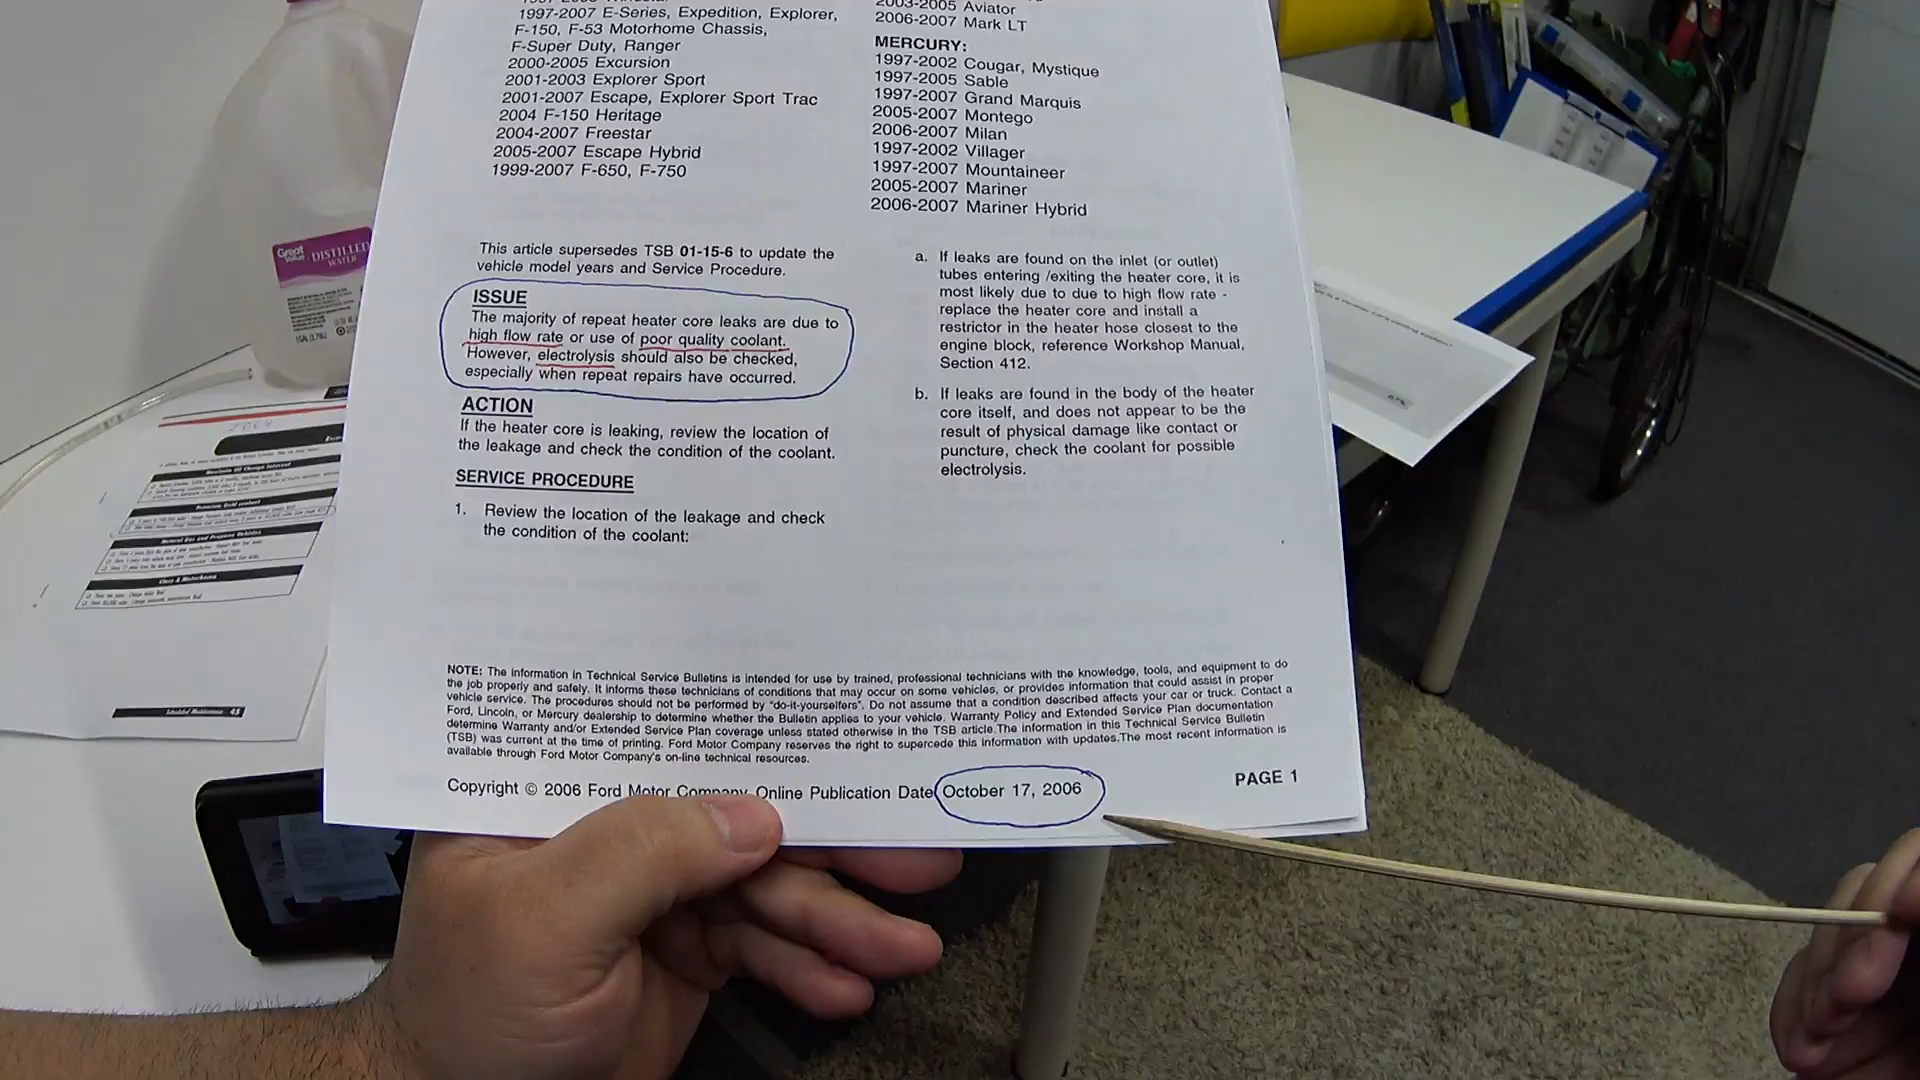 1997-2007 E-Series, Expedition, Explorer,
F-150, F-53 Motorhome Chassis,
F-Super Duty, Ranger
2000-2005 Excursion
2001-2003 Explorer Sport
2001-2007 Escape, Explorer Sport Trac
2004 F-150 Heritage
2004-2007 Freestar
2005-2007 Escape Hybrid
1999-2007 F-650, F-750
2003-2005 Aviator
2006-2007 Mark LT
MERCURY:
1997-2002 Cougar, Mystique
1997-2005 Sable
1997-2007 Grand Marquis
2005-2007 Montego
2006-2007 Milan
1997-2002 Villager
1997-2007 Mountaineer
2005-2007 Mariner
2006-2007 Mariner Hybrid
This article supersedes TSB 01-15-6 to update the
vehicle model years and Service Procedure.
ISSUE
The majority of repeat heater core leaks are due to
high flow rate or use of poor quality coolant.
However, electrolysis should also be checked,
especially when repeat repairs have occurred.
ACTION
If the heater core is leaking, review the location of
the leakage and check the condition of the coolant.
SERVICE PROCEDURE
1. Review the location of the leakage and check
the condition of the coolant:
a. If leaks are found on the inlet (or outlet)
tubes entering /exiting the heater core, it is
most likely due to due to high flow rate -
replace the heater core and install a
restrictor in the heater hose closest to the
engine block, reference Workshop Manual,
Section 412.
b. If leaks are found in the body of the heater
core itself, and does not appear to be the
result of physical damage like contact or
puncture, check the coolant for possible
electrolysis.
NOTE: The information in Technical Service Bulletins is intended for use by trained, professional technicians with the knowledge, tools, and equipment to do
the job properly and safely. It informs these technicians of conditions that may occur on some vehicles, or provides information that could assist in proper
vehicle service. The procedures should not be performed by "do-it-yourselfers". Do not assume that a condition described affects your car or truck. Contact a
Ford, Lincoln, or Mercury dealership to determine whether the Bulletin applies to your vehicle. Warranty Policy and Extended Service Plan documentation
determine Warranty and/or Extended Service Plan coverage unless stated otherwise in the TSB article.The information in this Technical Service Bulletin
(TSB) was current at the time of printing. Ford Motor Company reserves the right to supercede this information with updates.The most recent information is
available through Ford Motor Company's on-line technical resources.
Copyright © 2006 Ford Motor Company Online Publication Date October 17, 2006
PAGE 1
Great
Value
DISTILLED
WATER